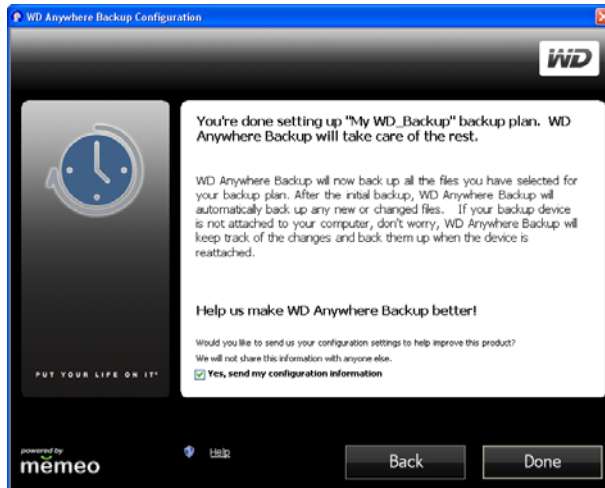 WD Anywhere Backup Configuration
WD
You're done setting up "My WD_Backup" backup plan. WD
Anywhere Backup will take care of the rest.
WD Anywhere Backup will now back up all the files you have selected for
your backup plan. After the initial backup, WD Anywhere Backup will
automatically back up any new or changed files. If your backup device
is not attached to your computer, don't worry, WD Anywhere Backup will
keep track of the changes and back them up when the device is
reattached.
Help us make WD Anywhere Backup better!
Would you like to send us your configuration settings to help improve this product?
We will not share this information with anyone else.
Yes, send my configuration information
PUT YOUR LIFE ON IT®
powered by
memeo
Help
Back
Done